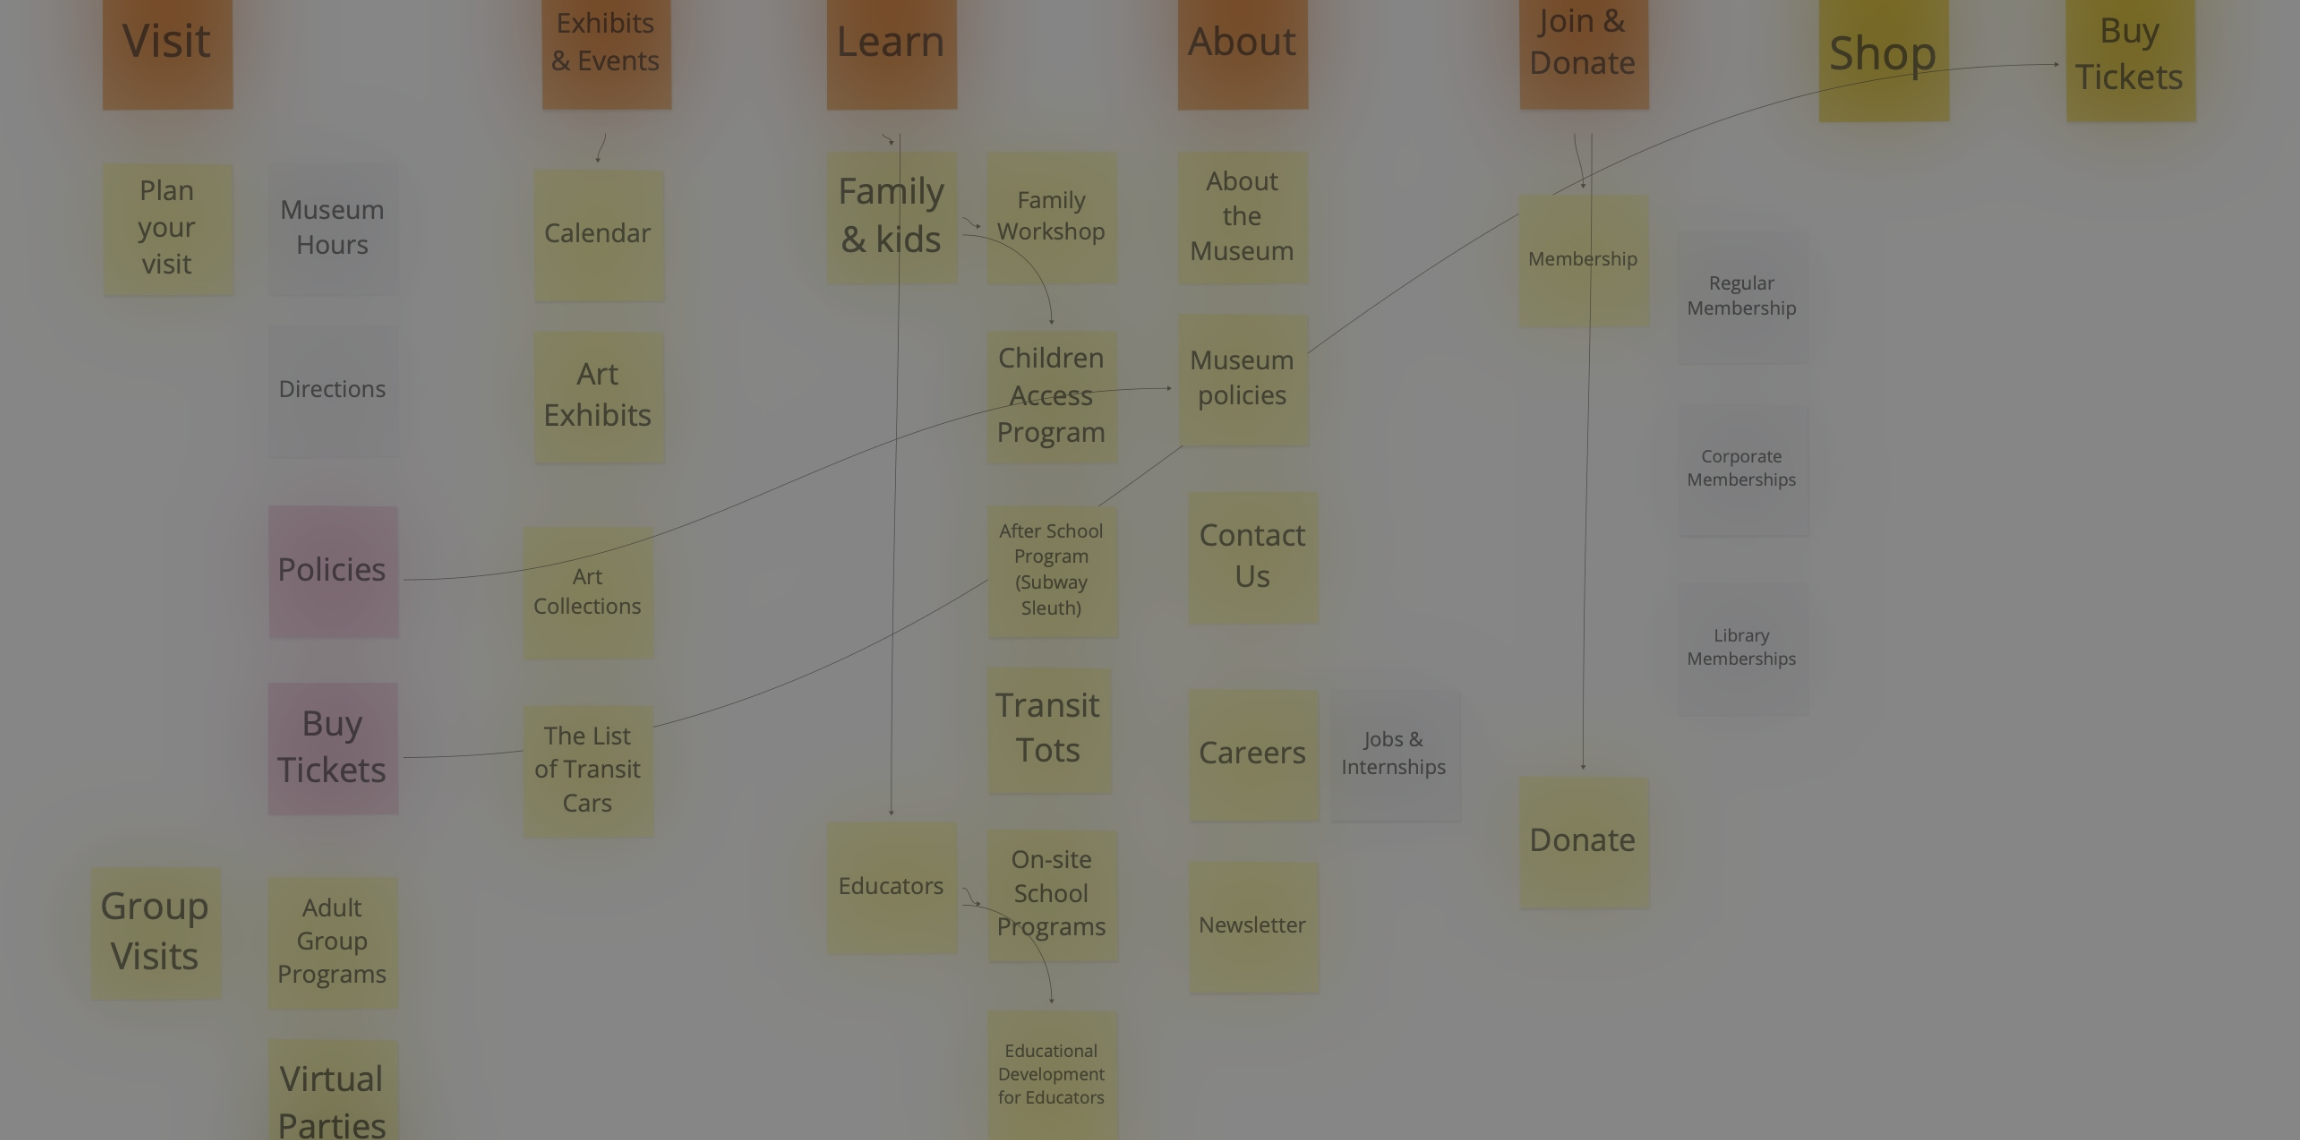 Visit
Exhibits
& Events
Learn
About
Join &
Donate
Shop
Buy
Tickets
Plan
your
visit
Museum
Hours
Directions
Policies
Buy
Tickets
Group
Visits
Adult
Group
Programs
Virtual
Parties
Calendar
Art
Exhibits
Art
Collections
The List
of Transit
Cars
Family
& kids
Family
Workshop
Children
Access
Program
After School
Program
(Subway
Sleuth)
Transit
Tots
Educators
On-site
School
Programs
Educational
Development
for Educators
About
the
Museum
Museum
policies
Contact
Us
Careers
Jobs &
Internships
Newsletter
Membership
Regular
Membership
Corporate
Memberships
Library
Memberships
Donate